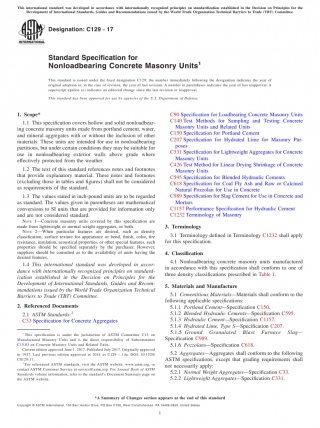 This international standard was developed in accordance with internationally recognized principles on standardization established in the Decision on Principles for the
Development of International Standards, Guides and Recommendations issued by the World Trade Organization Technical Barriers to Trade (TBT) Committee.
Designation: C129 − 17
INTERNATIONAL
Standard Specification for
Nonloadbearing Concrete Masonry Units1
This standard is issued under the fixed designation C129; the number immediately following the designation indicates the year of
original adoption or, in the case of revision, the year of last revision. A number in parentheses indicates the year of last reapproval. A
superscript epsilon (ε) indicates an editorial change since the last revision or reapproval.
This standard has been approved for use by agencies of the U.S. Department of Defense.
1. Scope*
1.1 This specification covers hollow and solid nonloadbear-
ing concrete masonry units made from portland cement, water,
and mineral aggregates with or without the inclusion of other
materials. These units are intended for use in nonloadbearing
partitions, but under certain conditions they may be suitable for
use in nonloadbearing exterior walls above grade where
effectively protected from the weather.
1.2 The text of this standard references notes and footnotes
that provide explanatory material. These notes and footnotes
(excluding those in tables and figures) shall not be considered
as requirements of the standard.
1.3 The values stated in inch-pound units are to be regarded
as standard. The values given in parentheses are mathematical
conversions to SI units that are provided for information only
and are not considered standard.
NOTE 1—Concrete masonry units covered by this specification are
made from lightweight or normal weight aggregates, or both.
NOTE 2—When particular features are desired, such as density
classification, surface texture for appearance or bond, finish, color, fire
resistance, insulation, acoustical properties, or other special features, such
properties should be specified separately by the purchaser. However,
suppliers should be consulted as to the availability of units having the
desired features.
1.4 This international standard was developed in accor-
dance with internationally recognized principles on standard-
ization established in the Decision on Principles for the
Development of International Standards, Guides and Recom-
mendations issued by the World Trade Organization Technical
Barriers to Trade (TBT) Committee.
2. Referenced Documents
2.1 ASTM Standards:2
C33 Specification for Concrete Aggregates
1 This specification is under the jurisdiction of ASTM Committee C15 on
Manufactured Masonry Units and is the direct responsibility of Subcommittee
C15.03 on Concrete Masonry Units and Related Units.
Current edition approved June 1, 2017. Published July 2017. Originally approved
in 1937. Last previous edition approved in 2014 as C129 –
C0129-17.
2 For referenced ASTM standards, visit the ASTM website, www.astm.org, or
contact ASTM Customer Service at service@astm.org. For Annual Book of ASTM
Standards volume information, refer to the standard's Document Summary page on
the ASTM website.
C90 Specification for Loadbearing Concrete Masonry Units
C140 Test Methods for Sampling and Testing Concrete
Masonry Units and Related Units
C150 Specification for Portland Cement
C207 Specification for Hydrated Lime for Masonry Pur-
poses
C331 Specification for Lightweight Aggregates for Concrete
Masonry Units
C426 Test Method for Linear Drying Shrinkage of Concrete
Masonry Units
C595 Specification for Blended Hydraulic Cements
C618 Specification for Coal Fly Ash and Raw or Calcined
Natural Pozzolan for Use in Concrete
C989 Specification for Slag Cement for Use in Concrete and
Mortars
C1157 Performance Specification for Hydraulic Cement
C1232 Terminology of Masonry
3. Terminology
3.1 Terminology defined in Terminology C1232 shall apply
for this specification.
4. Classification
4.1 Nonloadbearing concrete masonry units manufactured
in accordance with this specification shall conform to one of
three density classifications prescribed in Table 1.
5. Materials and Manufacture
5.1 Cementitious Materials—Materials shall conform to the
following applicable specifications:
5.1.1 Portland Cement—Specification C150.
5.1.2 Blended Hydraulic Cements—Specification C595.
5.1.3 Hydraulic Cement—Specification C1157.
5.1.4 Hydrated Lime, Type S—Specification C207.
5.1.5 Ground Granulated Blast Furnace Slag—
Specification C989.
5.1.6 Pozzolans—Specification C618.
5.2 Aggregates—Aggregates shall conform to the following
ASTM specifications, except that grading requirements shall
not necessarily apply:
5.2.1 Normal Weight Aggregates—Specification C33.
5.2.2 Lightweight Aggregates—Specification C331.
*A Summary of Changes section appears at the end of this standard
Copyright © ASTM International, 100 Barr Harbor Drive, PO Box C700, West Conshohocken, PA 19428-2959. United States
1